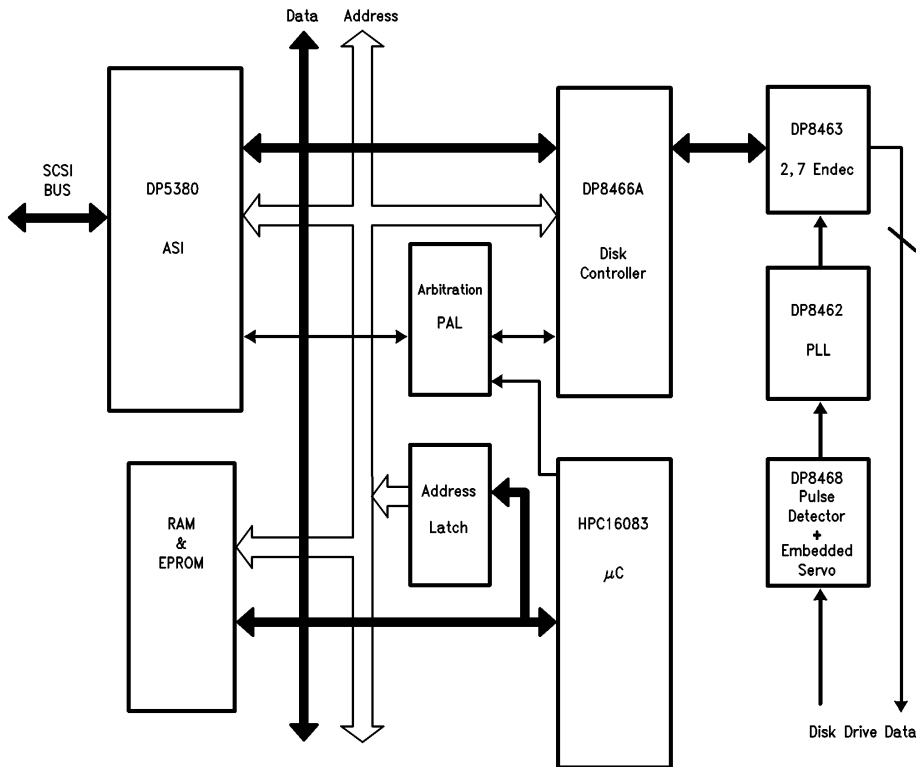 Data
Address
SCSI
BUS
DP5380
ASI
DP8466A
Disk
Controller
DP8463
2,7 Endec
Arbitration
PAL
DP8462
PLL
RAM
&
EPROM
Address
Latch
HPC16083
μC
DP8468
Pulse
Detector
+
Embedded
Servo
Disk Drive Data